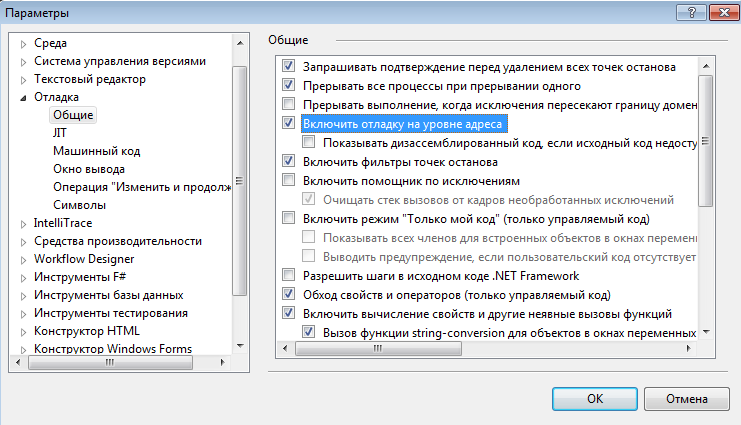 Параметры
Среда
Система управления версиями
Текстовый редактор
Отладка
Общие
JIT
Машинный код
Окно вывода
Операция "Изменить и продолж
Символы
IntelliTrace
Средства производительности
Workflow Designer
Инструменты F#
Инструменты базы данных
Инструменты тестирования
Конструктор HTML
Конструктор Windows Forms
Общие
Запрашивать подтверждение перед удалением всех точек останова
Прерывать все процессы при прерывании одного
Прерывать выполнение, когда исключения пересекают границу домен
Включить отладку на уровне адреса
Показывать дизассемблированный код, если исходный код недосту
Включить фильтры точек останова
Включить помощник по исключениям
Очищать стек вызовов от кадров необработанных исключений
Включить режим "Только мой код" (только управляемый код)
Показывать всех членов для встроенных объектов в окнах перемен
Выводить предупреждение, если пользовательский код отсутствует
Разрешить шаги в исходном коде .NET Framework
Обход свойств и операторов (только управляемый код)
Включить вычисление свойств и другие неявные вызовы функций
Вызов функции string-conversion для объектов в окнах переменных
ОК
Отмена